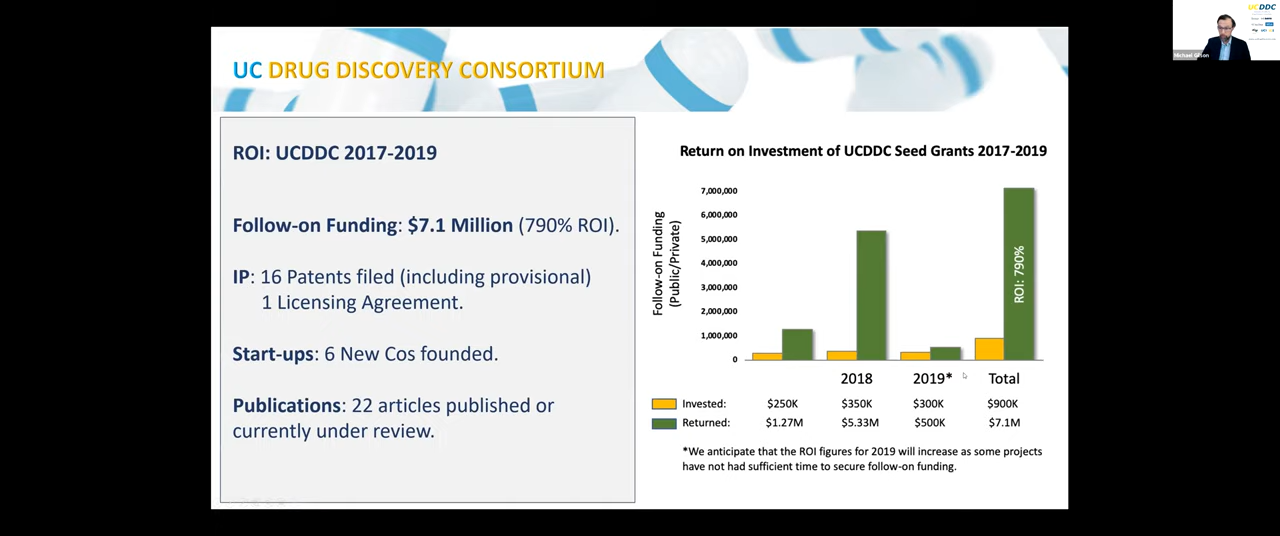 UCDDC
Michael Gilson
UC DRUG DISCOVERY CONSORTIUM
ROI: UCDDC 2017-2019
Follow-on Funding: $7.1 Million (790% ROI).
IP: 16 Patents filed (including provisional)
1 Licensing Agreement.
Start-ups: 6 New Cos founded.
Publications: 22 articles published or
currently under review.
Return on Investment of UCDDC Seed Grants 2017-2019
Follow-on Funding
(Public/Private)
7,000,000
6,000,000
5,000,000
4,000,000
3,000,000
2,000,000
1,000,000
0
ROI: 790%
2018 2019* Total
Invested: $250K $350K $300K $900K
Returned: $1.27M $5.33M $500K $7.1M
*We anticipate that the ROI figures for 2019 will increase as some projects
have not had sufficient time to secure follow-on funding.